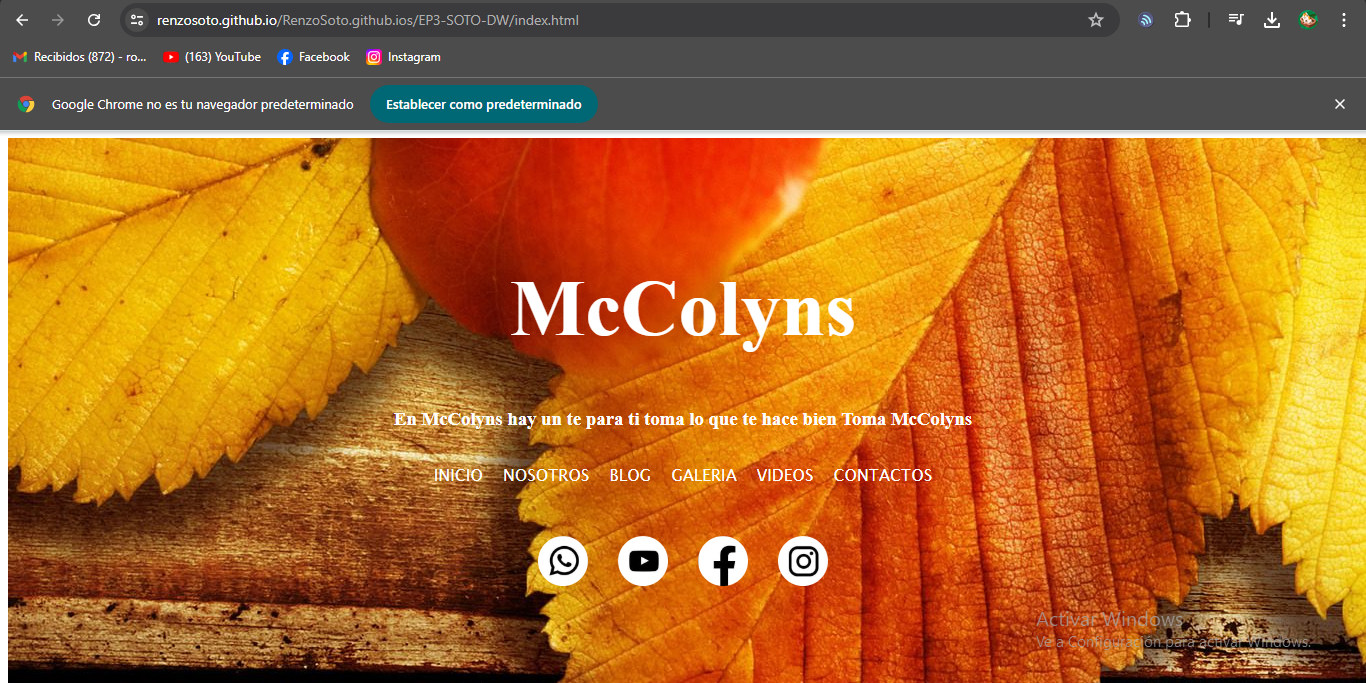 renzosoto.github.io/RenzoSoto.github.ios/EP3-SOTO-DW/index.html
Recibidos (872) - ro... (163) YouTube Facebook Instagram
Google Chrome no es tu navegador predeterminado Establecer como predeterminado
McColyns
En McColyns hay un te para ti toma lo que te hace bien Toma McColyns
INICIO NOSOTROS BLOG GALERIA VIDEOS CONTACTOS
Activar Windows
Ve a Configuración para activar Windows.